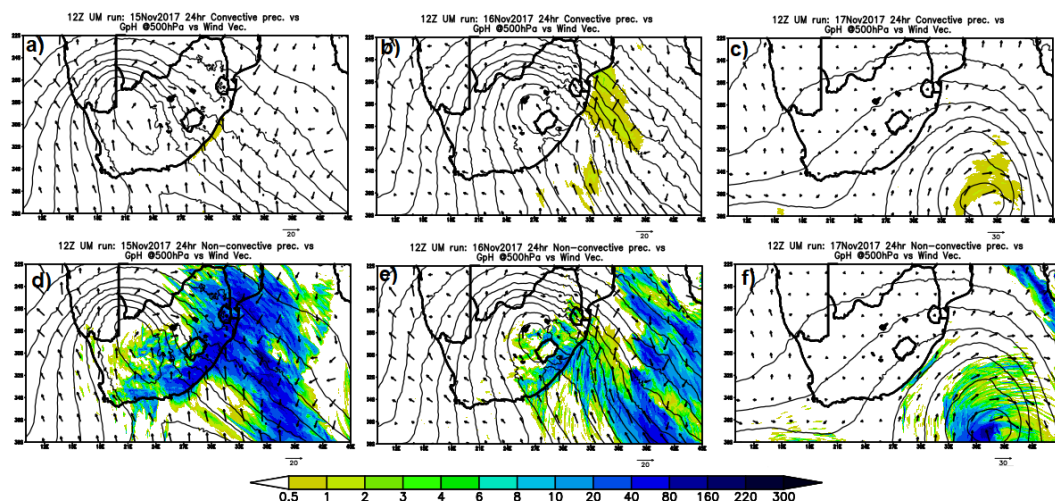 12Z UM run: 15Nov2017 24hr Convective prec. vs
GpH @500hPa vs Wind Vec.
a)
12Z UM run: 16Nov2017 24hr Convective prec. vs
GpH @500hPa vs Wind Vec.
b)
12Z UM run: 17Nov2017 24hr Convective prec. vs
GpH @500hPa vs Wind Vec.
c)
20
20
30
12Z UM run: 15Nov2017 24hr Non-convective prec. vs
GpH @500hPa vs Wind Vec.
d)
12Z UM run: 16Nov2017 24hr Non-convective prec. vs
GpH @500hPa vs Wind Vec.
e)
12Z UM run: 17Nov2017 24hr Non-convective prec. vs
GpH @500hPa vs Wind Vec.
f)
20
20
30
0.5 1 2 3 4 6 8 10 20 40 80 160 220 300